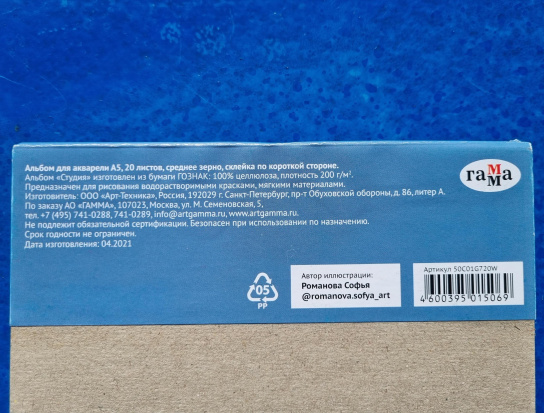 Альбом для акварели А5, 20 листов, среднее зерно, склейка по короткой стороне.
Альбом «Студия» изготовлен из бумаги ГОЗНАК: 100% целлюлоза, плотность 200 г/м².
Предназначен для рисования водорастворимыми красками, мягкими материалами.
Изготовитель: ООО «Арт-Техника», Россия, 192029 г. Санкт-Петербург, пр-т Обуховской обороны, д. 86, литер А.
По заказу АО «ГАММА», 107023, Москва, ул. М. Семеновская, 5,
тел. +7 (495) 741-0288, 741-0289, info@artgamma.ru, www.artgamma.ru.
Не подлежит обязательной сертификации. Безопасен при использовании по назначению.
Срок годности не ограничен.
Дата изготовления: 04.2021
гамма
05
PP
Автор иллюстрации:
Романова Софья
@romanova.sofya_art
Артикул 50С01G720W
4600395015069